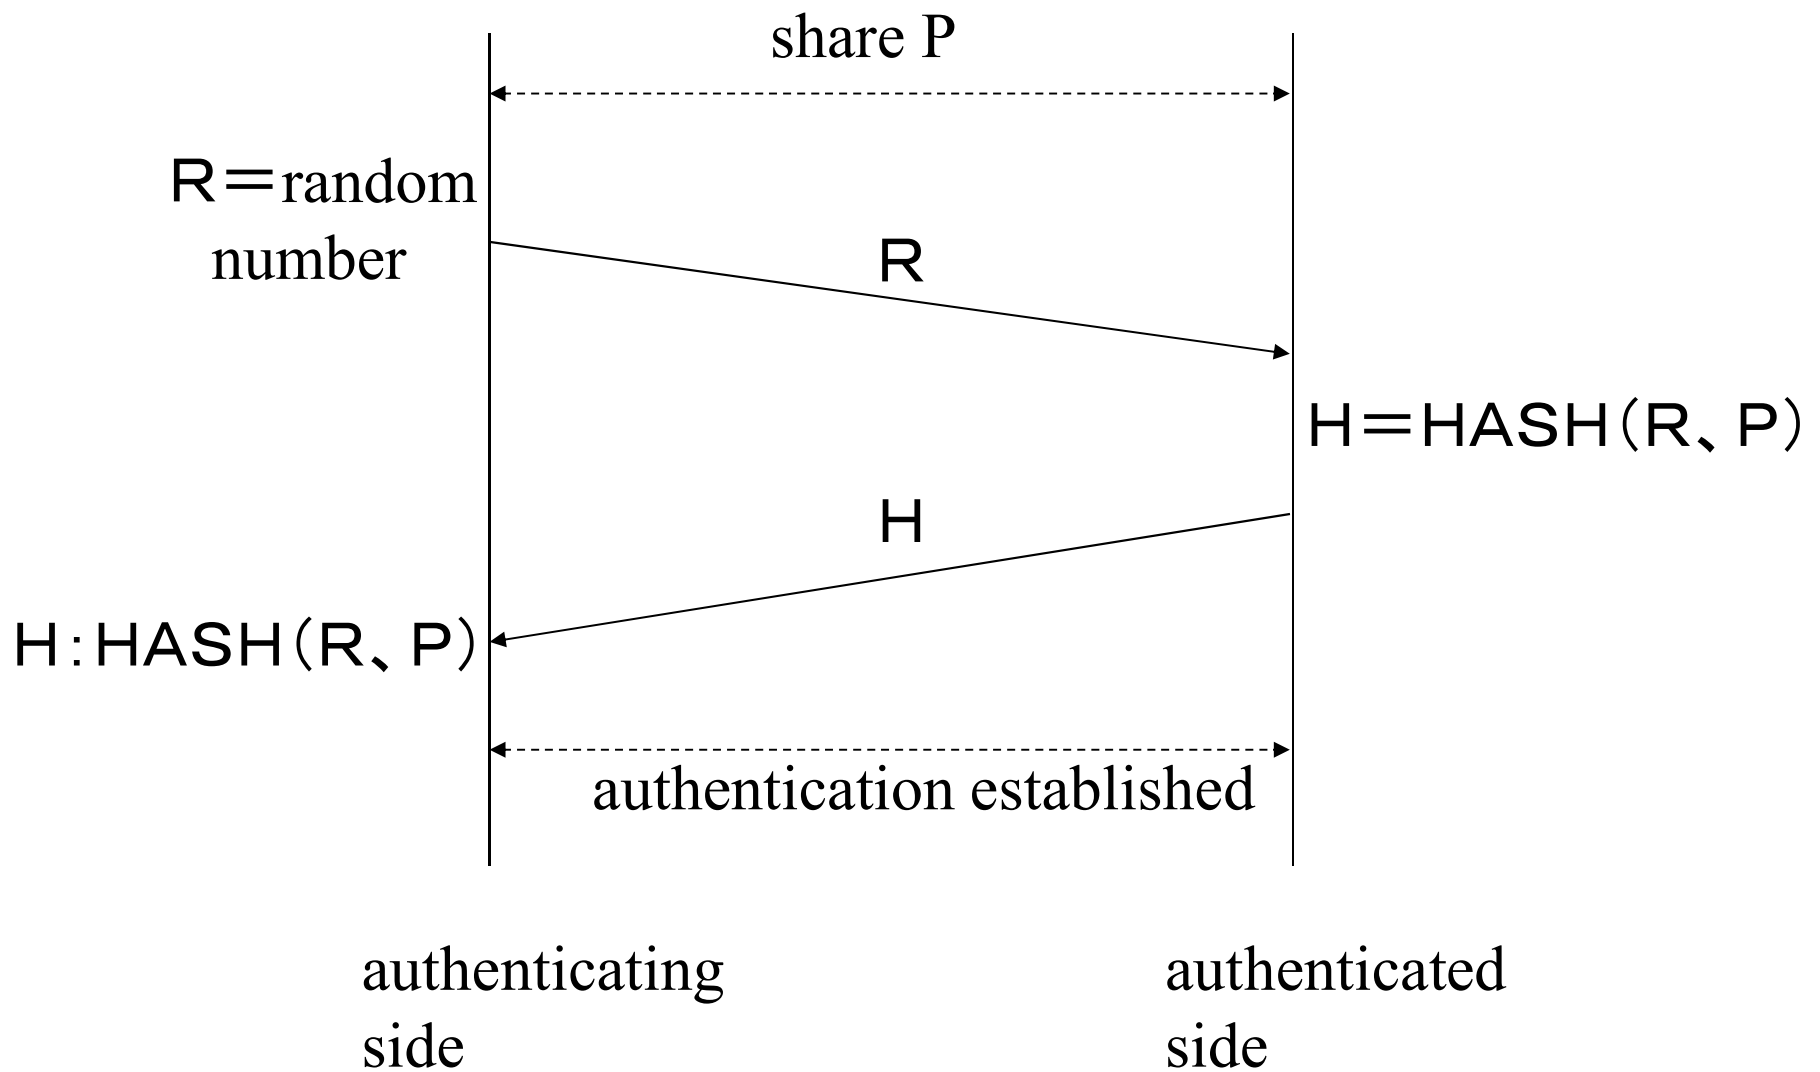 share P
R＝random
number
R
H＝HASH（R、P）
H
H：HASH（R、P）
authentication established
authenticating
side
authenticated
side